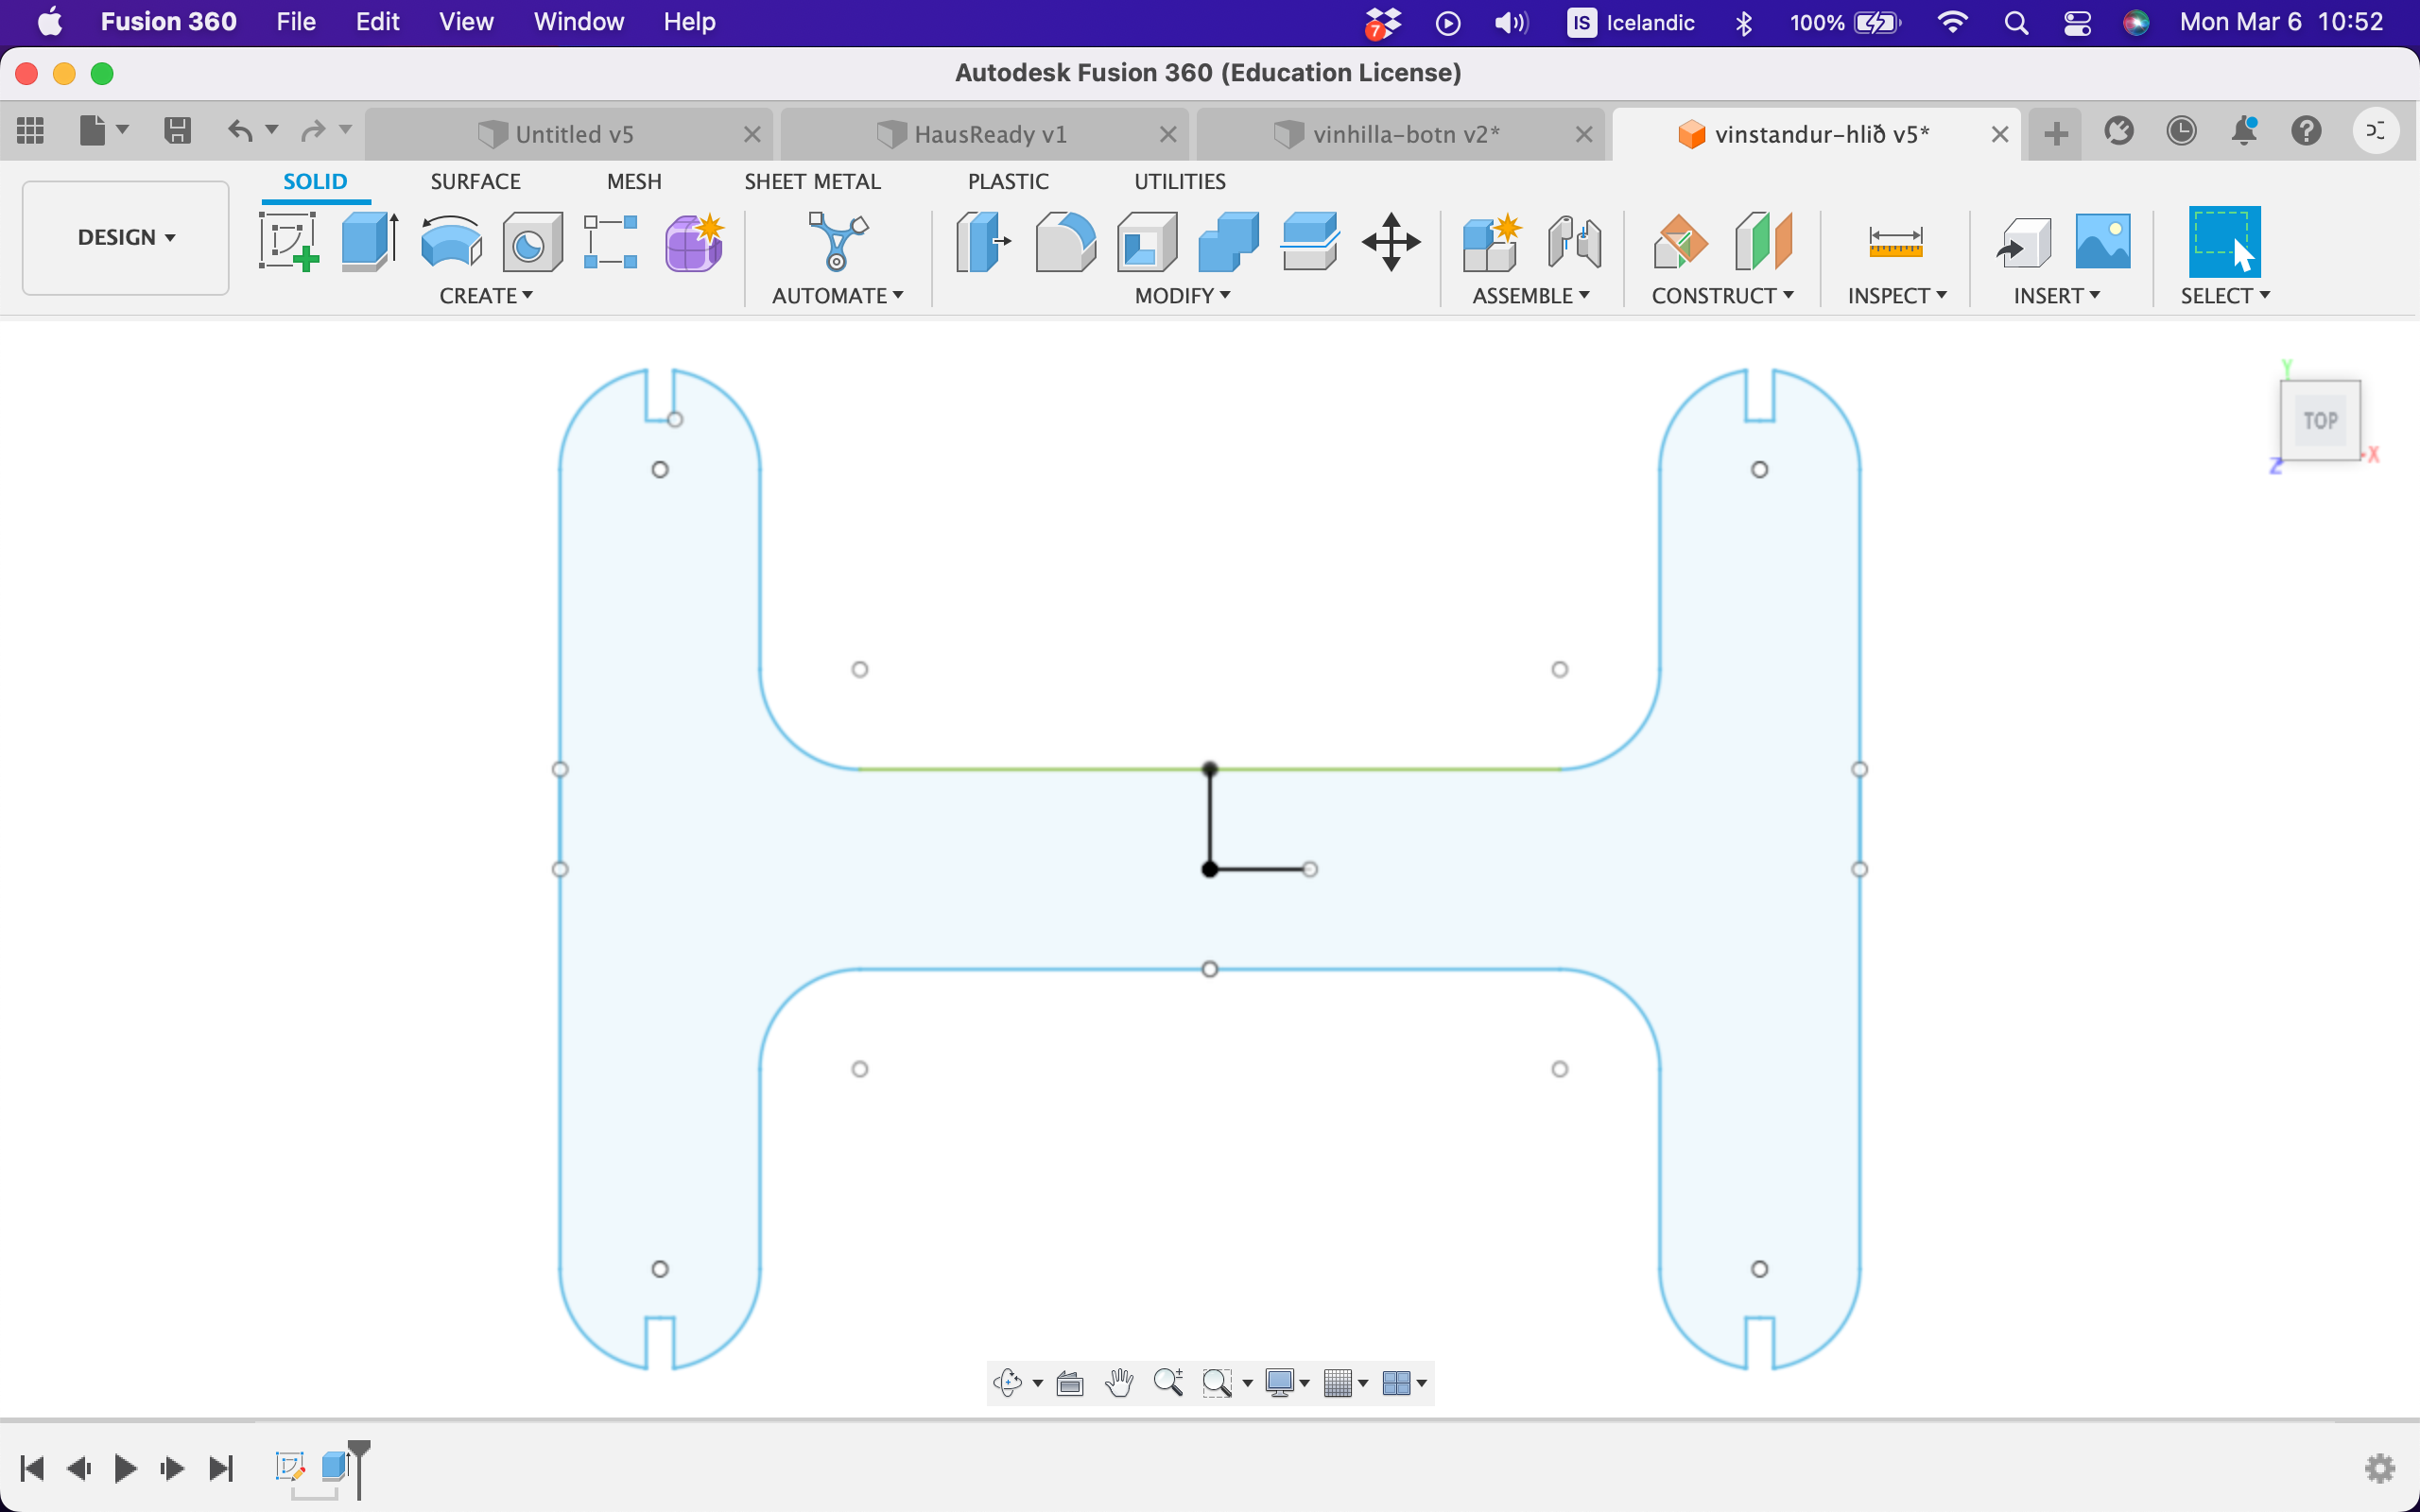 Fusion 360 File Edit View Window Help 7 IS Icelandic 100% Mon Mar 6 10:52
Autodesk Fusion 360 (Education License)
Untitled v5 HausReady v1 vinhilla-botn v2* vinstandur-hlið v5*
SOLID SURFACE MESH SHEET METAL PLASTIC UTILITIES
DESIGN
CREATE AUTOMATE MODIFY ASSEMBLE CONSTRUCT INSPECT INSERT SELECT
Y
TOP
X
Z